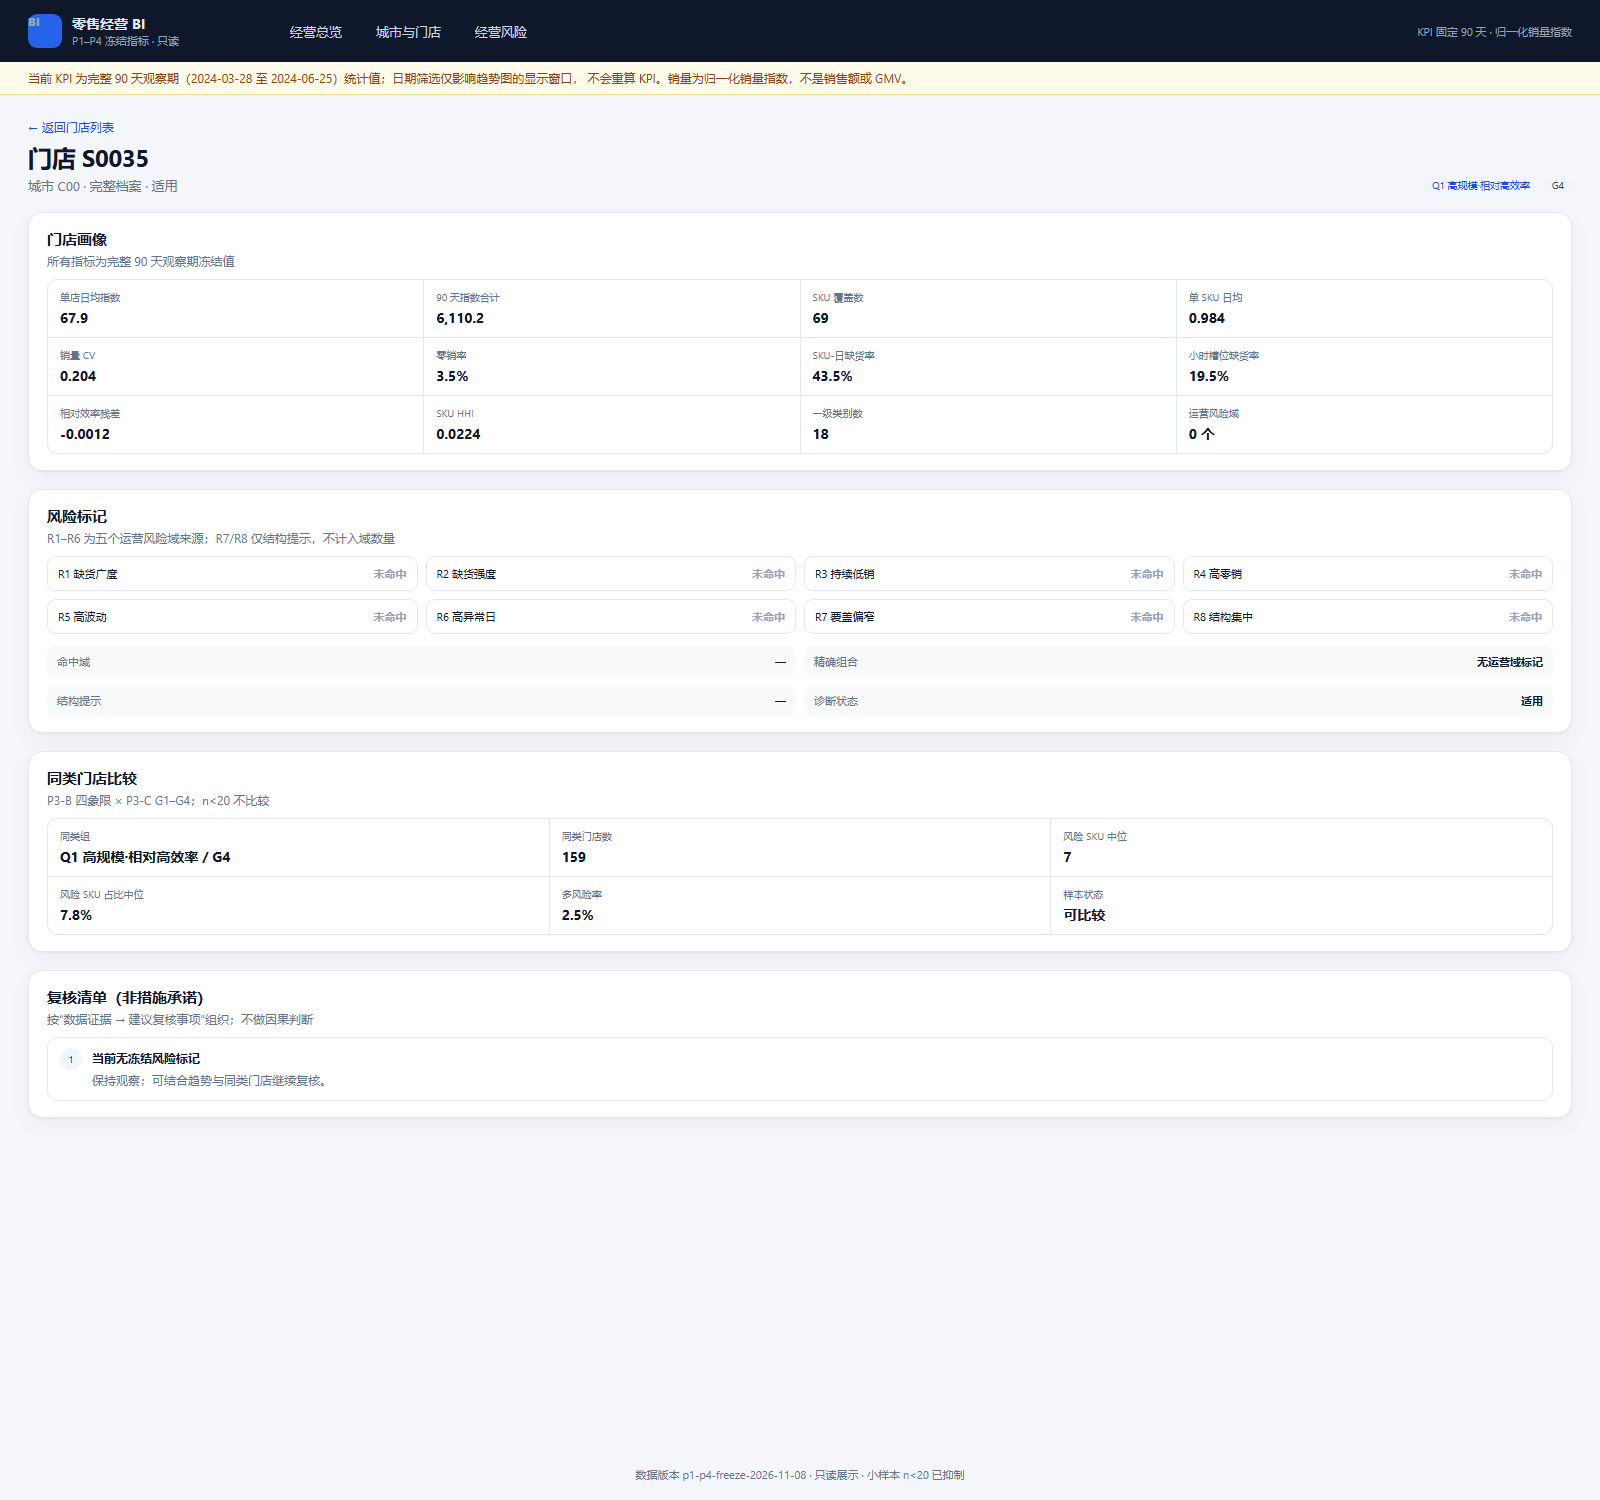 BI
零售经营 BI
P1–P4 冻结指标 · 只读
经营总览
城市与门店
经营风险
KPI 固定 90 天 · 归一化销量指数
当前 KPI 为完整 90 天观察期（2024-03-28 至 2024-06-25）统计值；日期筛选仅影响趋势图的显示窗口， 不会重算 KPI。销量为归一化销量指数，不是销售额或 GMV。
← 返回门店列表
门店 S0035
城市 C00 · 完整档案 · 适用
Q1 高规模·相对高效率
G4
门店画像
所有指标为完整 90 天观察期冻结值
单店日均指数
67.9
90 天指数合计
6,110.2
SKU 覆盖数
69
单 SKU 日均
0.984
销量 CV
0.204
零销率
3.5%
SKU-日缺货率
43.5%
小时槽位缺货率
19.5%
相对效率残差
-0.0012
SKU HHI
0.0224
一级类别数
18
运营风险域
0 个
风险标记
R1–R6 为五个运营风险域来源；R7/R8 仅结构提示，不计入域数量
R1 缺货广度 未命中
R2 缺货强度 未命中
R3 持续低销 未命中
R4 高零销 未命中
R5 高波动 未命中
R6 高异常日 未命中
R7 覆盖偏窄 未命中
R8 结构集中 未命中
命中域 —
精确组合 无运营域标记
结构提示 —
诊断状态 适用
同类门店比较
P3-B 四象限 × P3-C G1–G4；n<20 不比较
同类组
Q1 高规模·相对高效率 / G4
同类门店数
159
风险 SKU 中位
7
风险 SKU 占比中位
7.8%
多风险率
2.5%
样本状态
可比较
复核清单（非措施承诺）
按“数据证据 → 建议复核事项”组织；不做因果判断
1
当前无冻结风险标记
保持观察；可结合趋势与同类门店继续复核。
数据版本 p1-p4-freeze-2026-11-08 · 只读展示 · 小样本 n<20 已抑制